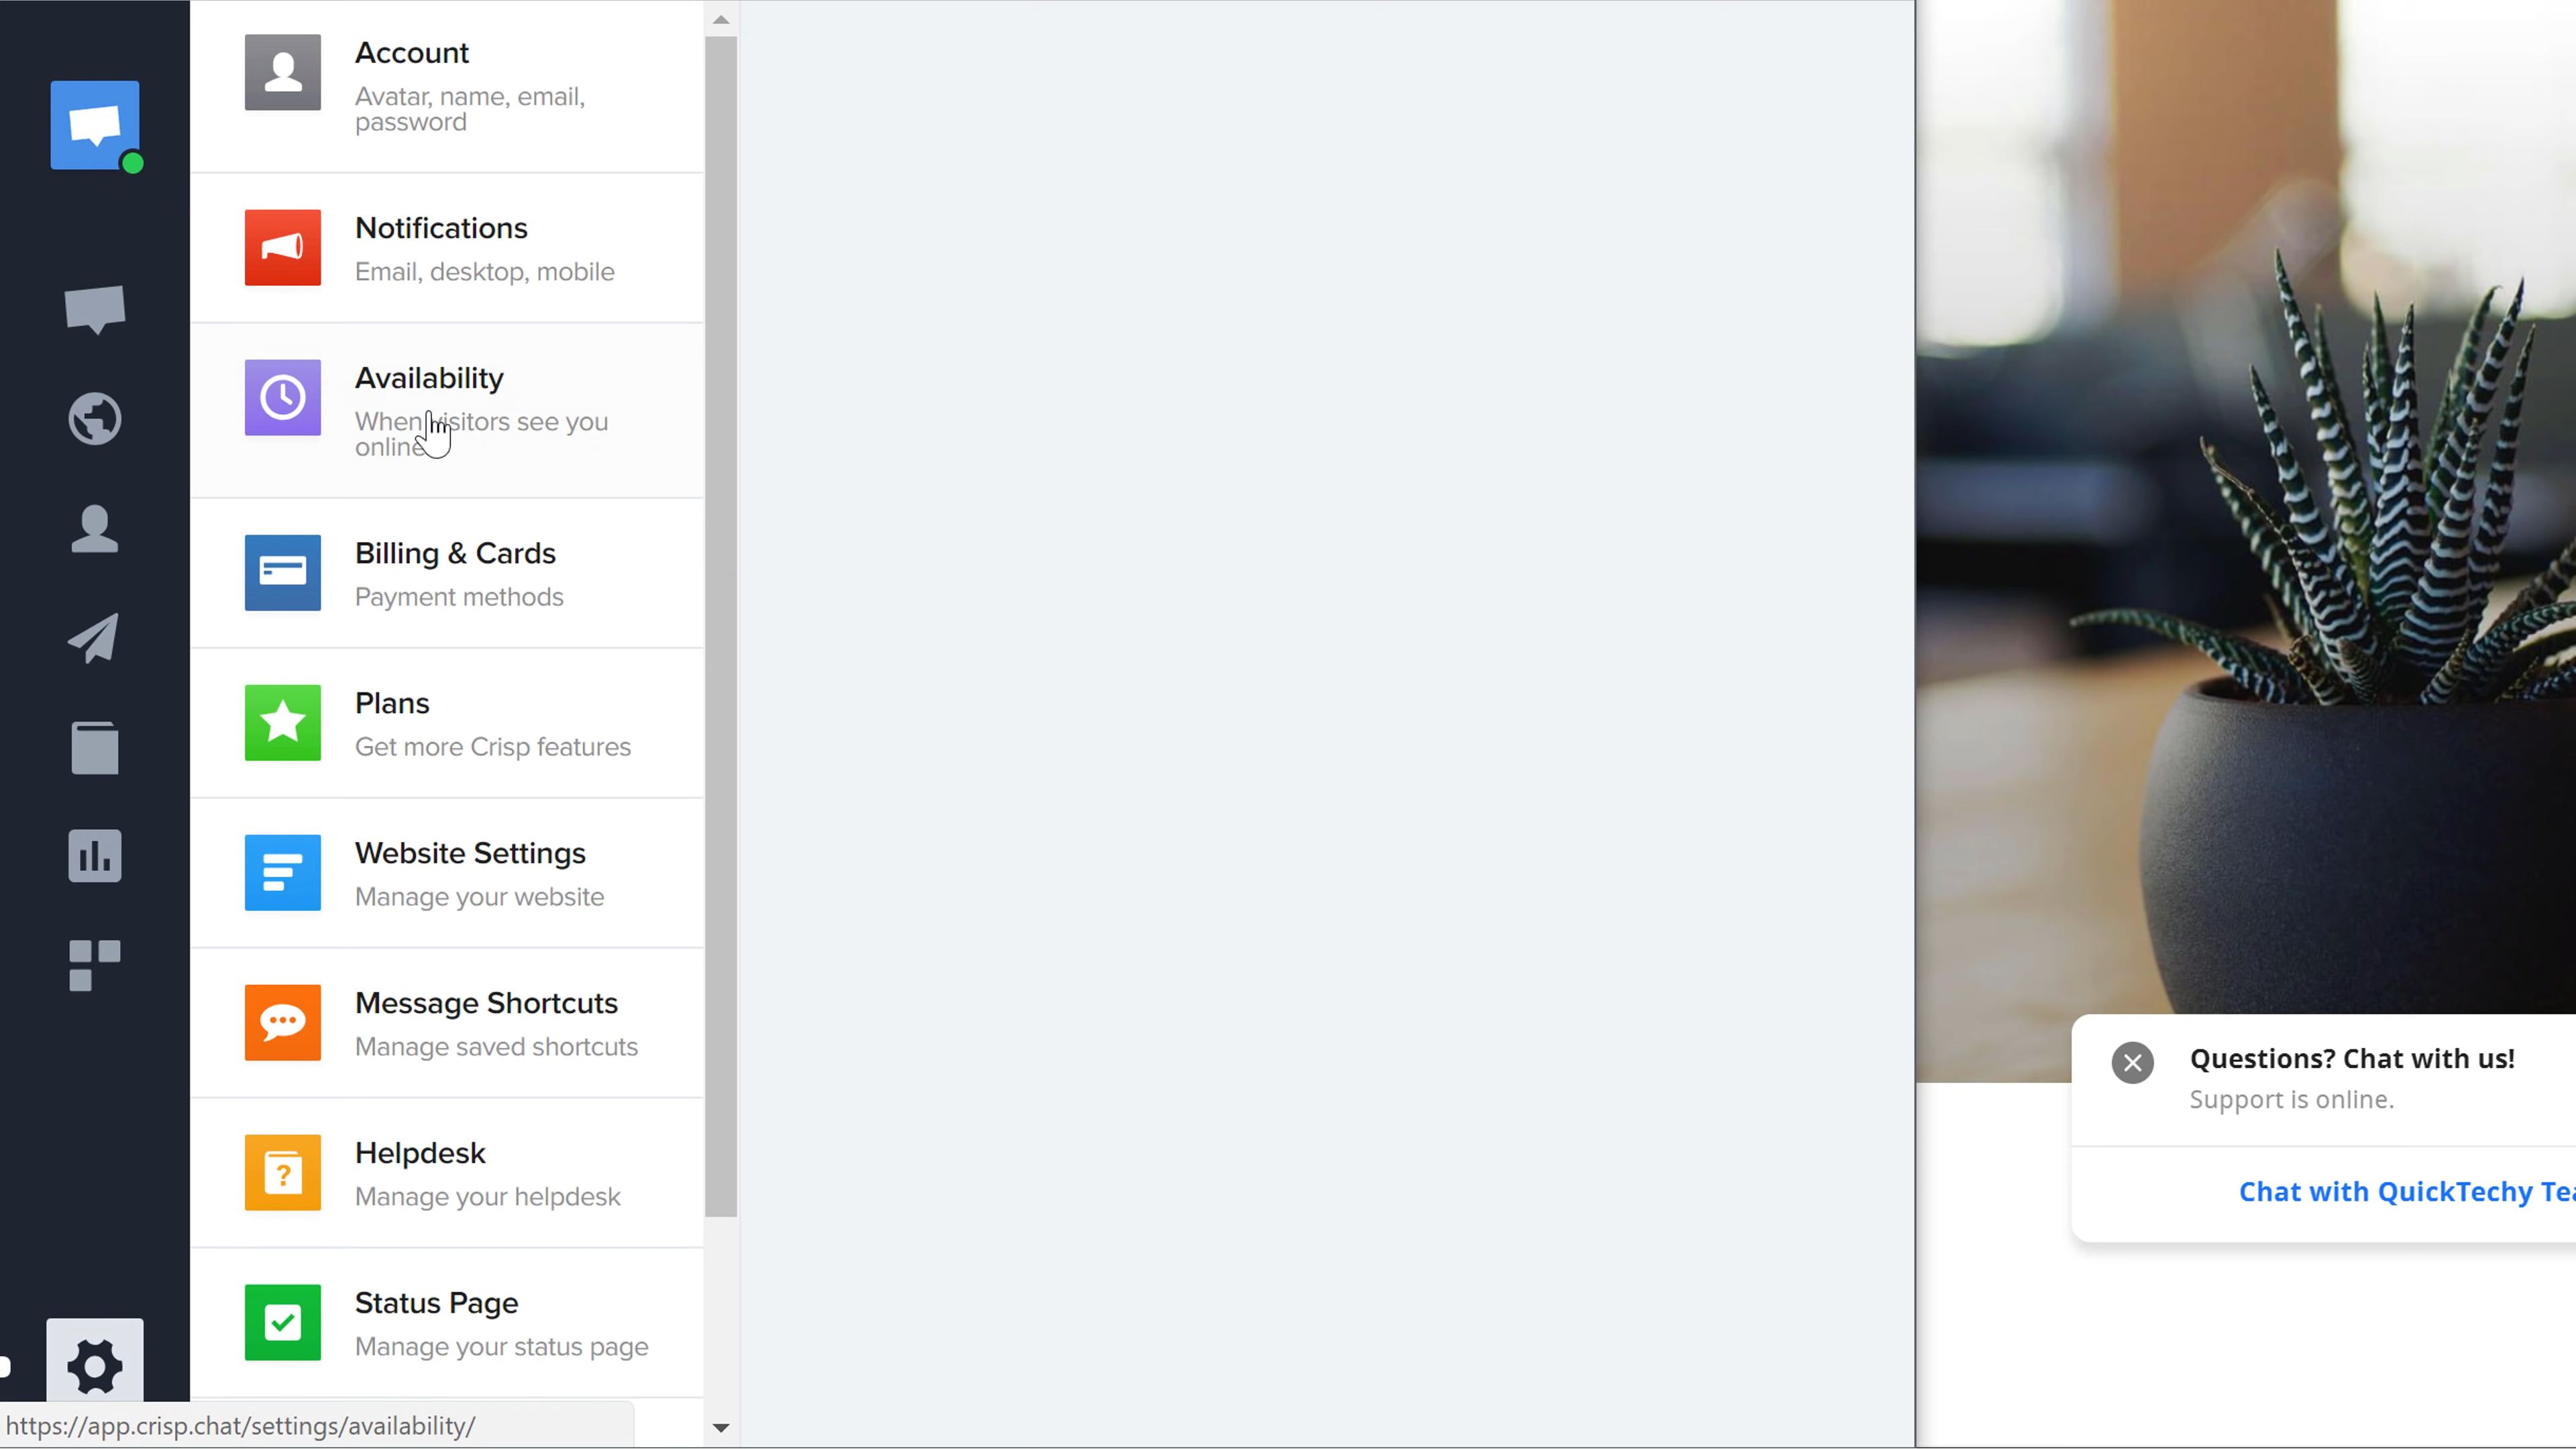 Account
Avatar, name, email,
password
Notifications
Email, desktop, mobile
Availability
When visitors see you
online
Billing & Cards
Payment methods
Plans
Get more Crisp features
Website Settings
Manage your website
Message Shortcuts
Manage saved shortcuts
Helpdesk
?
Manage your helpdesk
Status Page
Manage your status page
https://app.crisp.chat/settings/availability/
Questions? Chat with us!
Support is online.
Chat with QuickTechy